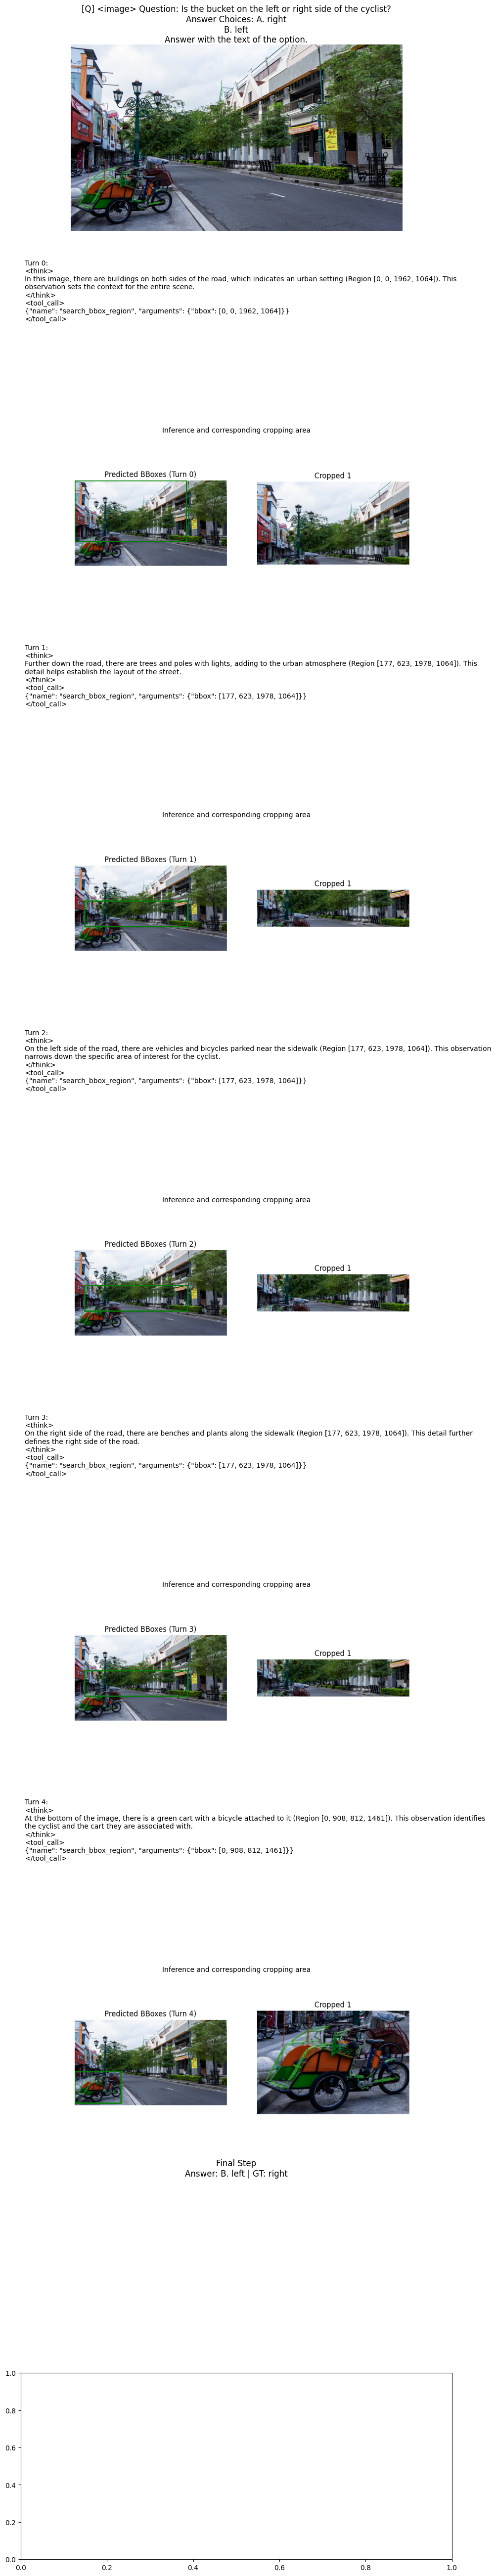 [Q] <image> Question: Is the bucket on the left or right side of the cyclist?
Answer Choices: A. right
B. left
Answer with the text of the option.
Turn 0:
<think>
In this image, there are buildings on both sides of the road, which indicates an urban setting (Region [0, 0, 1962, 1064]). This
observation sets the context for the entire scene.
</think>
<tool_call>
{"name": "search_bbox_region", "arguments": {"bbox": [0, 0, 1962, 1064]}}
</tool_call>
Inference and corresponding cropping area
Predicted BBoxes (Turn 0)
Cropped 1
Turn 1:
<think>
Further down the road, there are trees and poles with lights, adding to the urban atmosphere (Region [177, 623, 1978, 1064]). This
detail helps establish the layout of the street.
</think>
<tool_call>
{"name": "search_bbox_region", "arguments": {"bbox": [177, 623, 1978, 1064]}}
</tool_call>
Inference and corresponding cropping area
Predicted BBoxes (Turn 1)
Cropped 1
Turn 2:
<think>
On the left side of the road, there are vehicles and bicycles parked near the sidewalk (Region [177, 623, 1978, 1064]). This observation
narrows down the specific area of interest for the cyclist.
</think>
<tool_call>
{"name": "search_bbox_region", "arguments": {"bbox": [177, 623, 1978, 1064]}}
</tool_call>
Inference and corresponding cropping area
Predicted BBoxes (Turn 2)
Cropped 1
Turn 3:
<think>
On the right side of the road, there are benches and plants along the sidewalk (Region [177, 623, 1978, 1064]). This detail further
defines the right side of the road.
</think>
<tool_call>
{"name": "search_bbox_region", "arguments": {"bbox": [177, 623, 1978, 1064]}}
</tool_call>
Inference and corresponding cropping area
Predicted BBoxes (Turn 3)
Cropped 1
Turn 4:
<think>
At the bottom of the image, there is a green cart with a bicycle attached to it (Region [0, 908, 812, 1461]). This observation identifies
the cyclist and the cart they are associated with.
</think>
<tool_call>
{"name": "search_bbox_region", "arguments": {"bbox": [0, 908, 812, 1461]}}
</tool_call>
Inference and corresponding cropping area
Predicted BBoxes (Turn 4)
Cropped 1
Final Step
Answer: B. left | GT: right
1.0
0.8
0.6
0.4
0.2
0.0
0.0 0.2 0.4 0.6 0.8 1.0